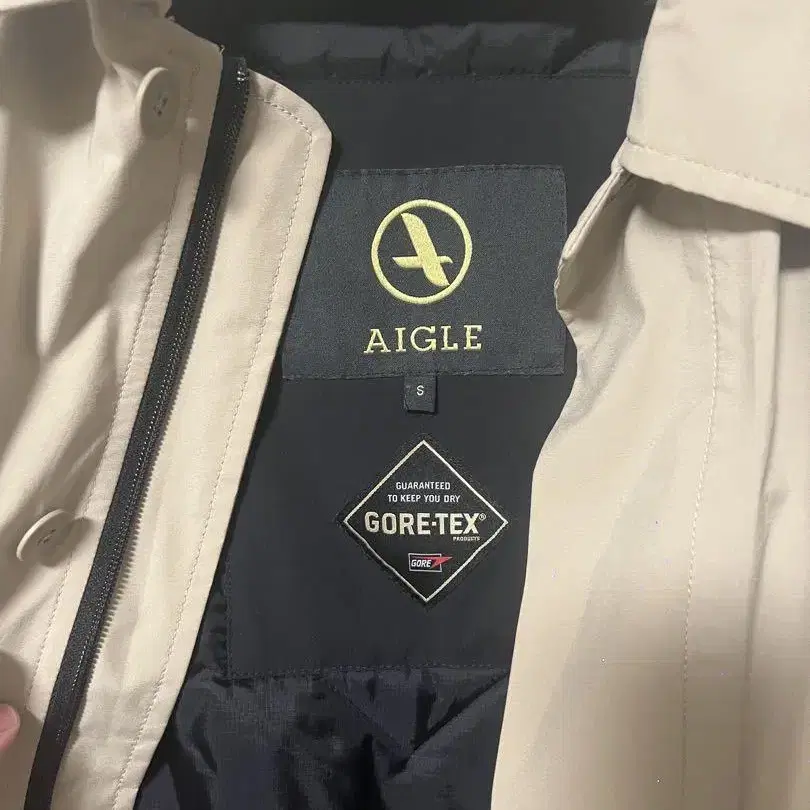 AIGLE
S
GUARANTEED
TO KEEP YOU DRY
GORE-TEX®
PRODUCTS
GORE